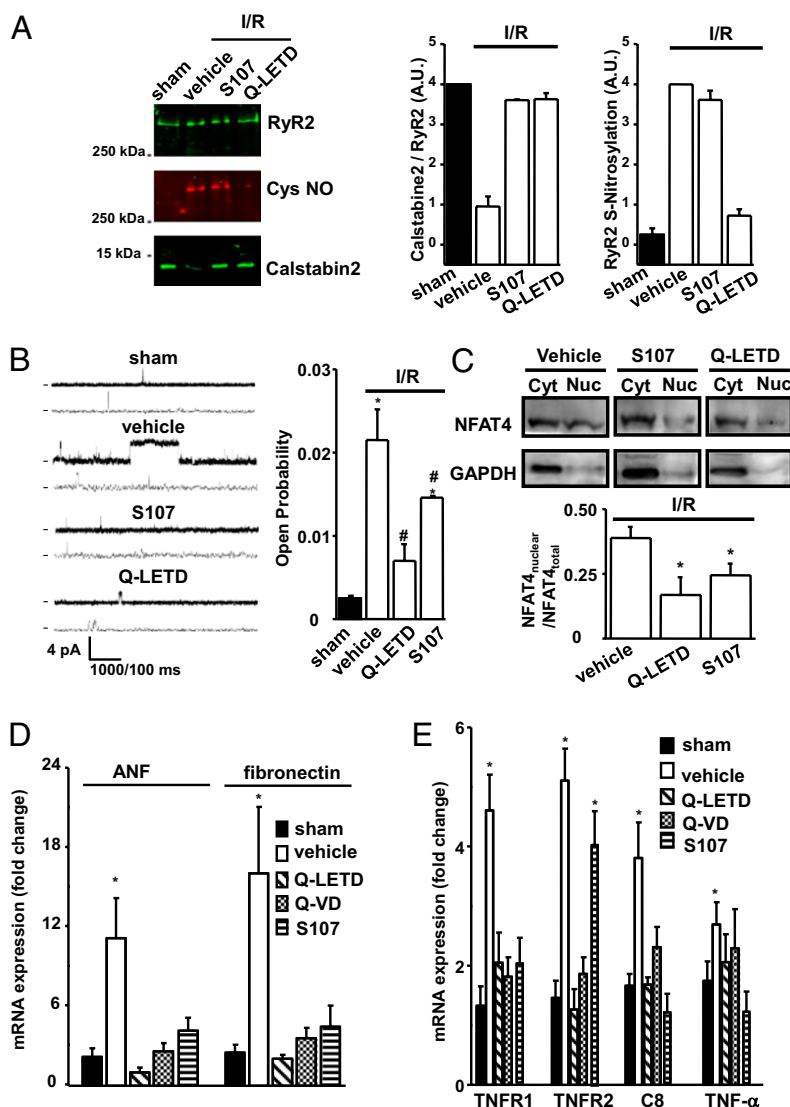 A
I/R
sham
vehicle
S107
Q-LETD
RyR2
250 kDa
Cys NO
250 kDa
15 kDa
Calstabin2
I/R
Calstabine2 / RyR2 (A.U.)
5
4
3
2
1
0
sham
vehicle
S107
Q-LETD
I/R
RyR2 S-Nitrosylation (A.U.)
5
4
3
2
1
0
sham
vehicle
S107
Q-LETD
B
sham
vehicle
S107
Q-LETD
4 pA
1000/100 ms
I/R
Open Probability
0.03
0.02
0.01
0
*
#
#
*
sham
vehicle
Q-LETD
S107
C
Vehicle S107 Q-LETD
Cyt Nuc Cyt Nuc Cyt Nuc
NFAT4
GAPDH
I/R
NFAT4nuclear
/NFAT4total
0.50
0.25
0
*
*
vehicle
Q-LETD
S107
D
ANF
fibronectin
mRNA expression (fold change)
24
18
12
6
0
*
*
sham
vehicle
Q-LETD
Q-VD
S107
E
mRNA expression (fold change)
6
4
2
0
*
*
*
*
*
sham
vehicle
Q-LETD
Q-VD
S107
TNFR1 TNFR2 C8 TNF-α